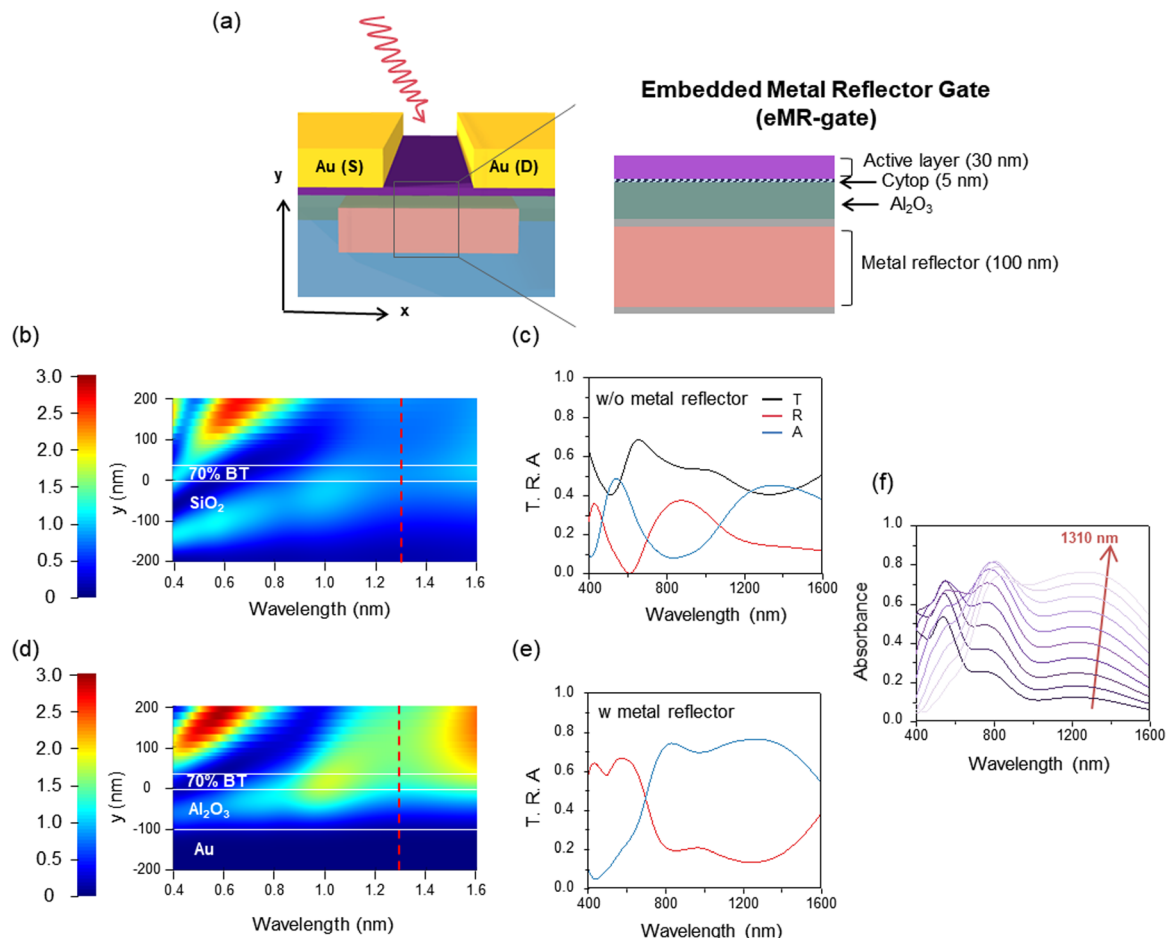 (a)
Au (S)
Au (D)
y
x
Embedded Metal Reflector Gate
(eMR-gate)
Active layer (30 nm)
Cytop (5 nm)
Al₂O₃
Metal reflector (100 nm)
(b)
3.0
2.5
2.0
1.5
1.0
0.5
0
y (nm)
200
100
0
-100
200
70% BT
SiO₂
0.4 0.6 0.8 1.0 1.2 1.4 1.6
Wavelength (nm)
(c)
T. R. A
1.0
0.8
0.6
0.4
0.2
0.0
w/o metal reflector
T
R
A
400 800 1200 1600
Wavelength (nm)
(d)
3.0
2.5
2.0
1.5
1.0
0.5
0
y (nm)
200
100
0
-100
-200
70% BT
Al₂O₃
Au
0.4 0.6 0.8 1.0 1.2 1.4 1.6
Wavelength (nm)
(e)
T. R. A
1.0
0.8
0.6
0.4
0.2
0.0
w metal reflector
400 800 1200 1600
Wavelength (nm)
(f)
Absorbance
1.0
0.8
0.6
0.4
0.2
0.0
1310 nm
400 800 1200 1600
Wavelength (nm)